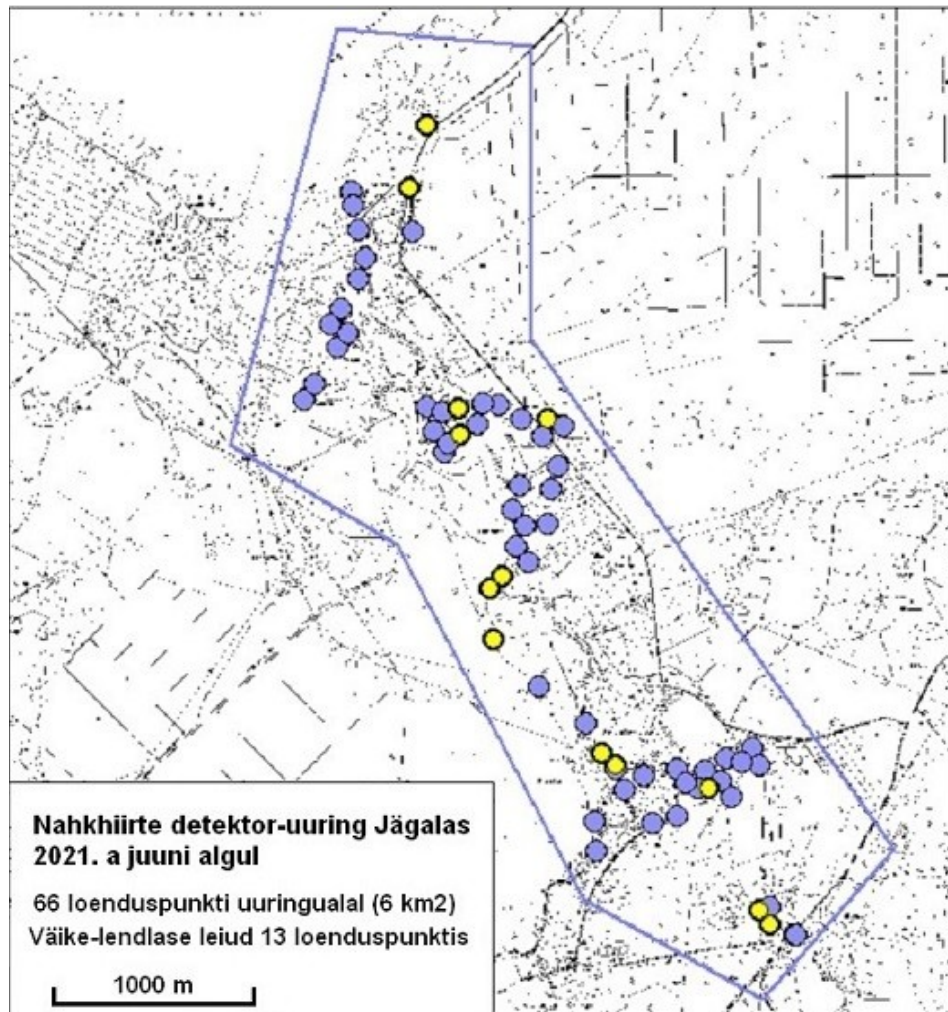 Nahkhiirte detektor-uuring Jägalas
2021. a juuni algul
66 loenduspunkti uuringualal (6 km2)
Väike-lendlase leiud 13 loenduspunktis
1000 m